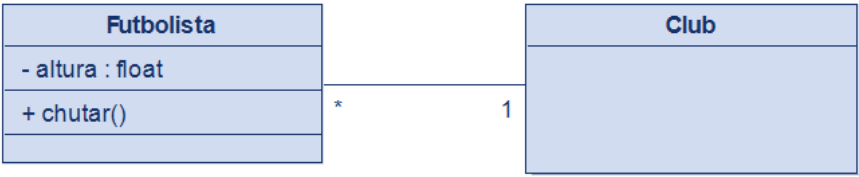 Futbolista
- altura : float
+ chutar()
*
1
Club